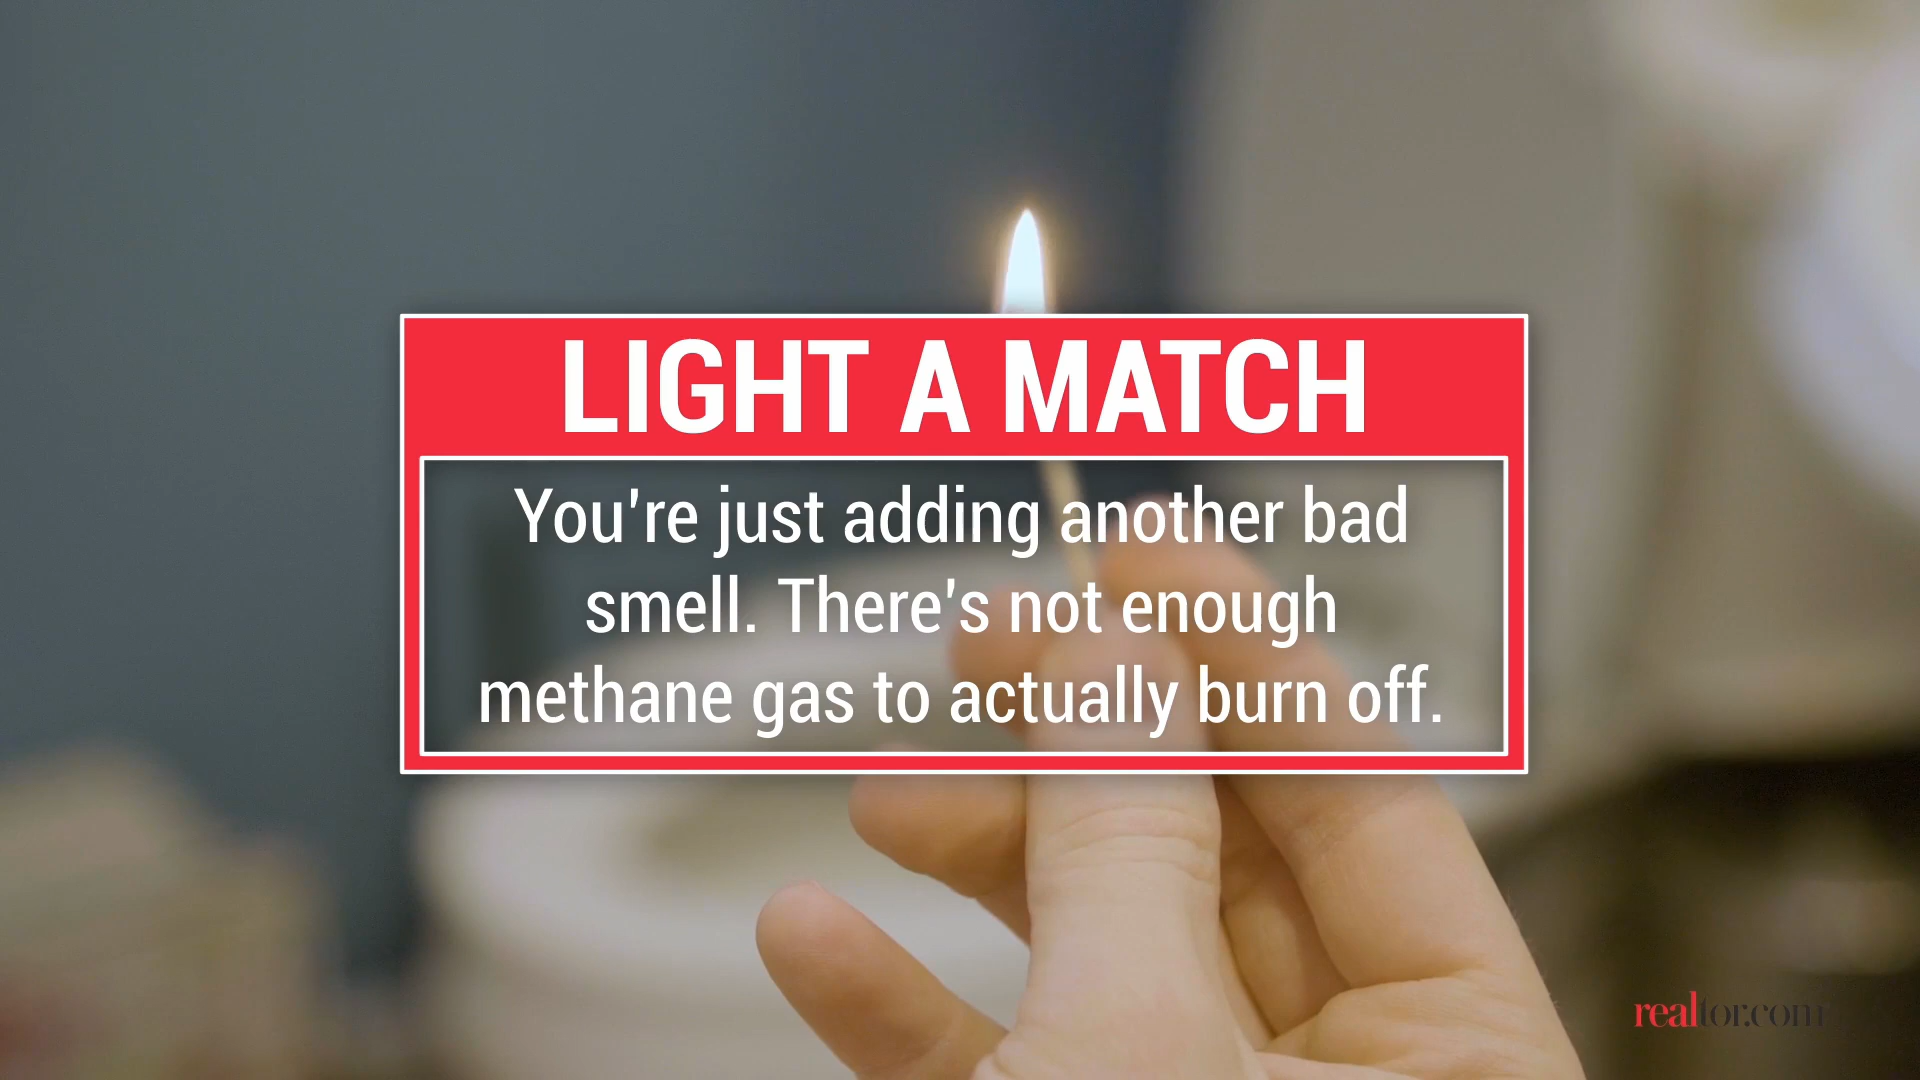 LIGHT A MATCH
You're just adding another bad
smell. There's not enough
methane gas to actually burn off.
realtor.com